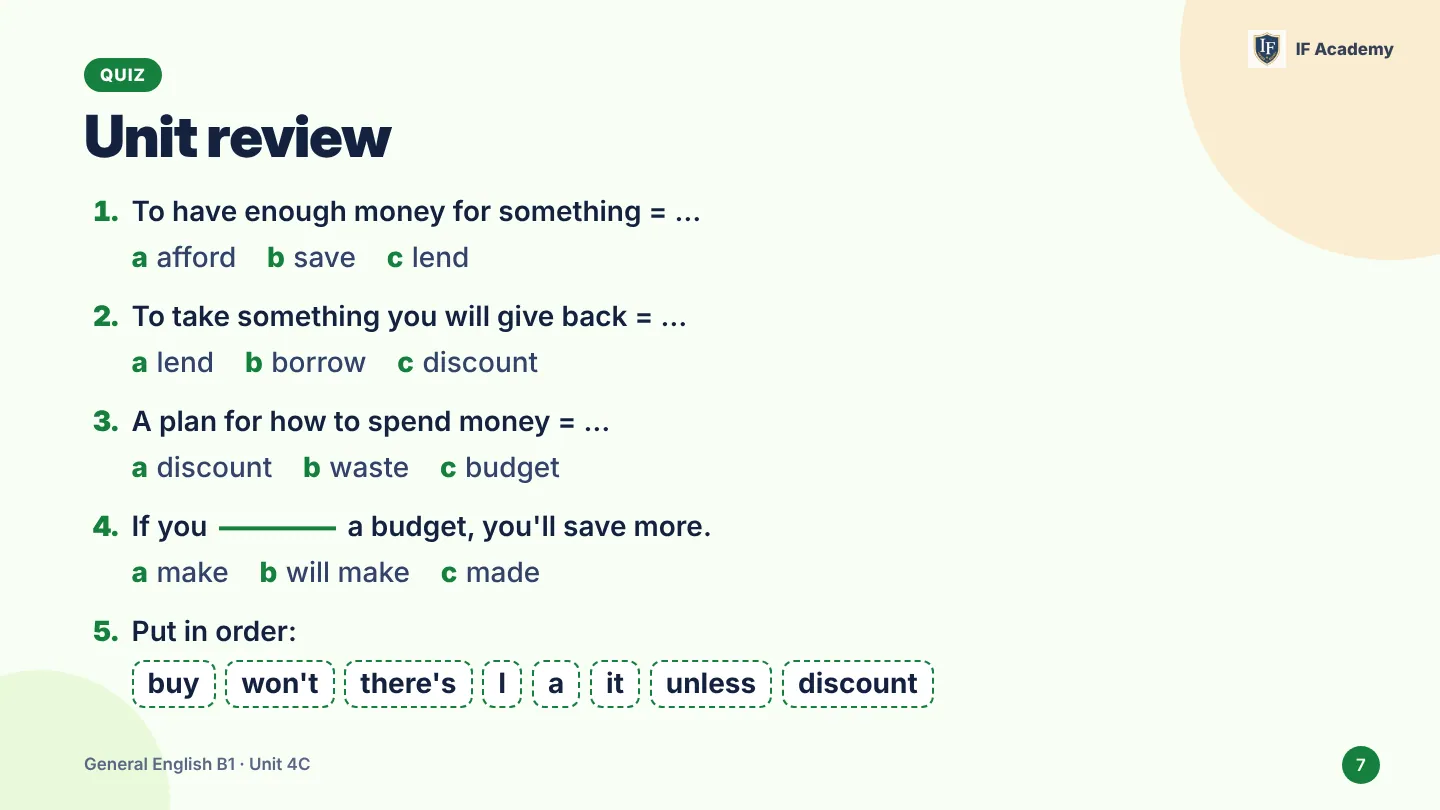 IF
IF Academy
QUIZ
Unit review
1. To have enough money for something = ...
a afford b save c lend
2. To take something you will give back = ...
a lend b borrow c discount
3. A plan for how to spend money = ...
a discount b waste c budget
4. If you ______ a budget, you'll save more.
a make b will make c made
5. Put in order:
buy won't there's I a it unless discount
General English B1 · Unit 4C
7